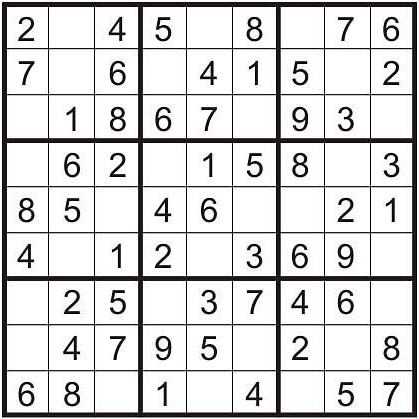 2 4 5 8 7 6
7 6 4 1 5 2
1 8 6 7 9 3
6 2 1 5 8 3
8 5 4 6 2 1
4 1 2 3 6 9
2 5 3 7 4 6
4 7 9 5 2 8
6 8 1 4 5 7